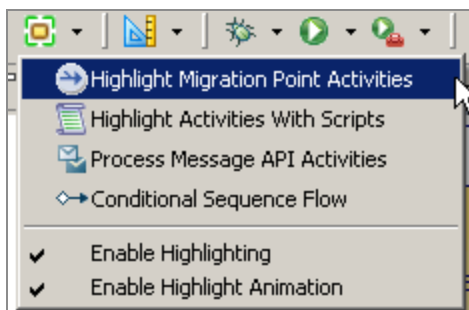 Highlight Migration Point Activities
Highlight Activities With Scripts
Process Message API Activities
Conditional Sequence Flow
Enable Highlighting
Enable Highlight Animation